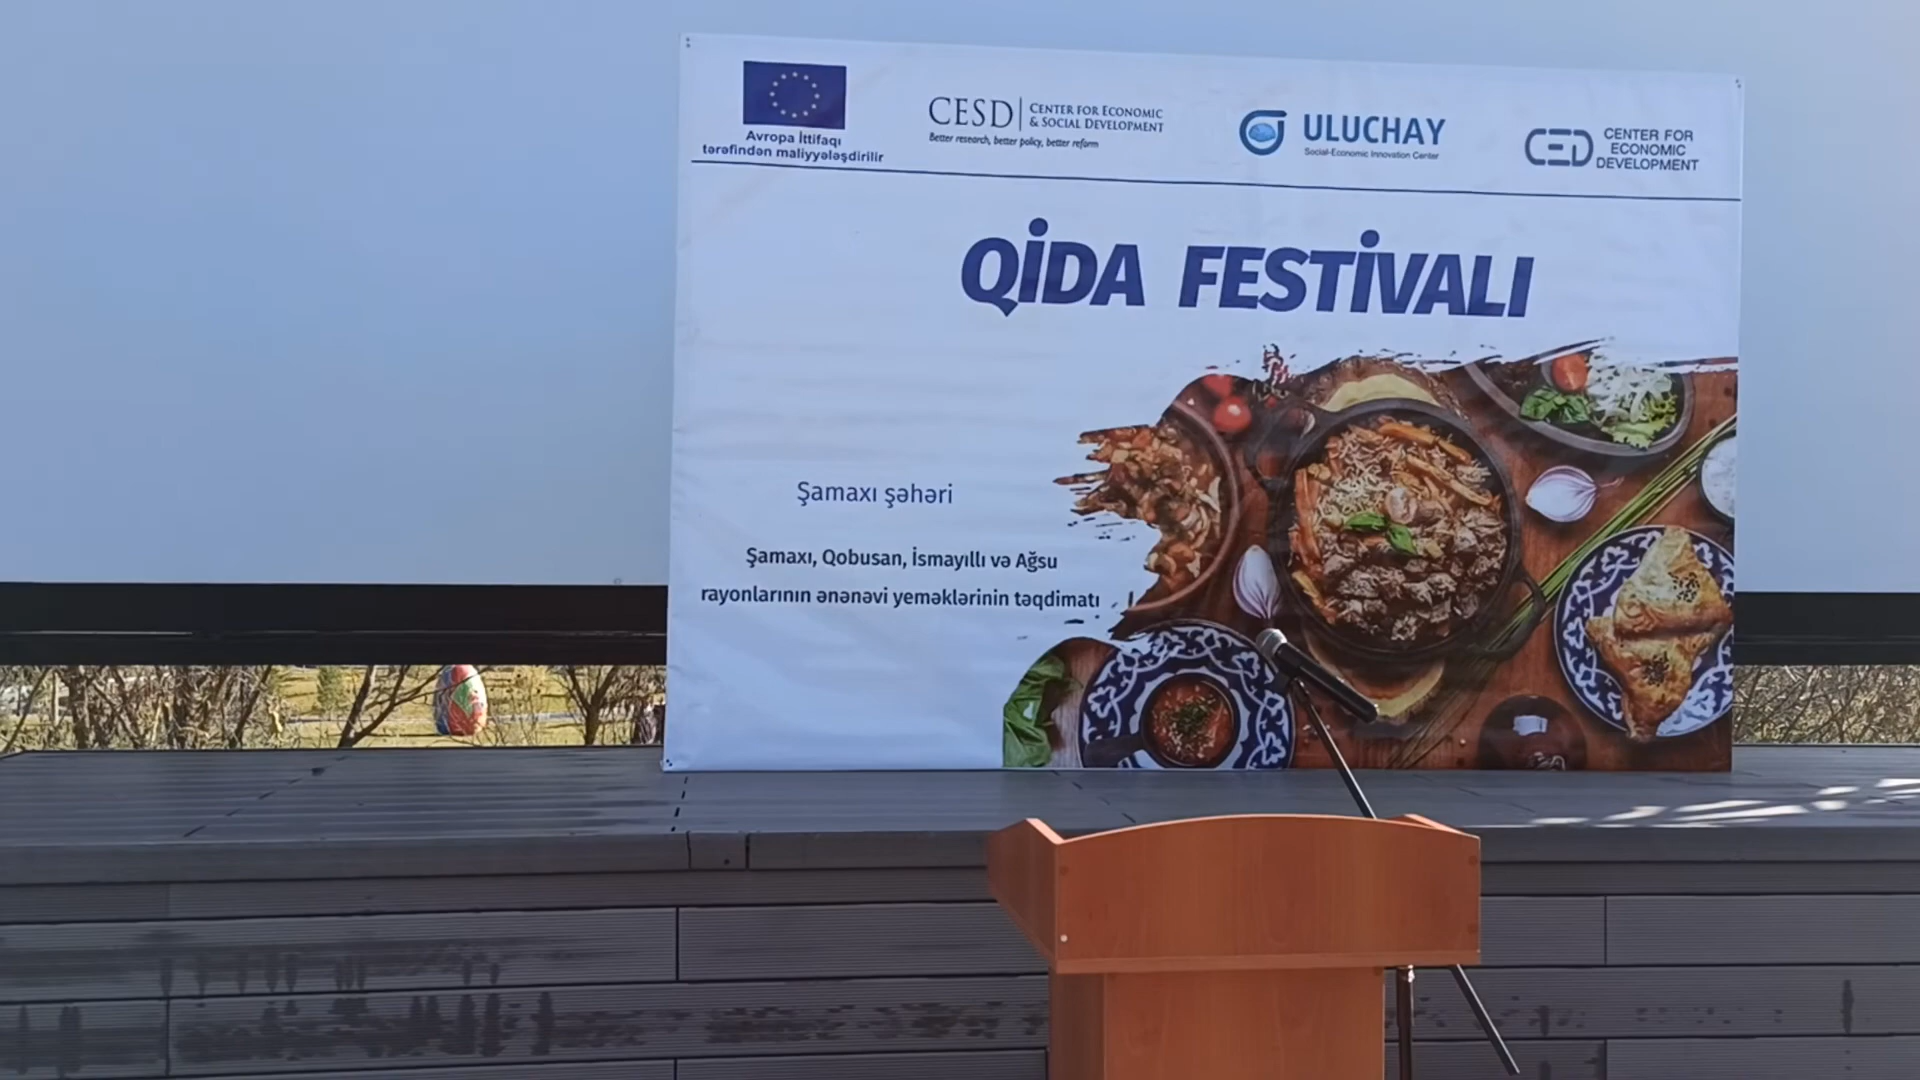 Avropa İttifaqı
tərəfindən maliyyələşdirilir
CESD
CENTER FOR ECONOMIC
& SOCIAL DEVELOPMENT
Better research, better policy, better reform
ULUCHAY
Social-Economic Innovation Center
CED
CENTER FOR
ECONOMIC
DEVELOPMENT
QİDA FESTİVALI
Şamaxı şəhəri
Şamaxı, Qobusan, İsmayıllı və Ağsu
rayonlarının ənənəvi yeməklərinin təqdimatı